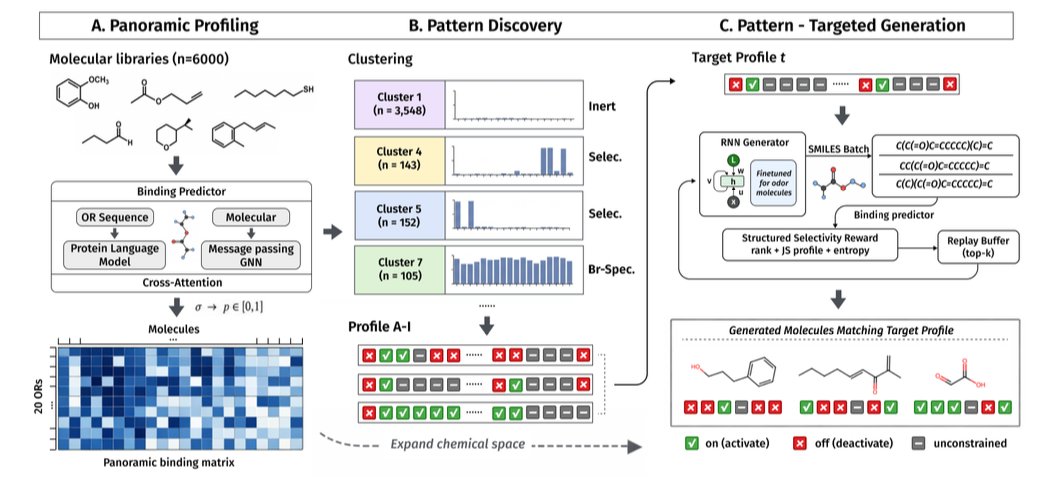 A. Panoramic Profiling
B. Pattern Discovery
C. Pattern - Targeted Generation
Molecular libraries (n=6000)
OCH3
OH
O
O
SH
O
H
O
Binding Predictor
OR Sequence
Molecular
Protein Language
Model
Message passing
GNN
Cross-Attention
σ → p∈[0,1]
Molecules
...
20 ORs
...
Panoramic binding matrix
Clustering
Cluster 1
(n = 3,548)
Inert
Cluster 4
(n = 143)
Selec.
Cluster 5
(n = 152)
Selec.
Cluster 7
(n = 105)
Br-Spec.
......
Profile A-I
......
......
......
Expand chemical space
Target Profile t
......
RNN Generator
L
w
v
h
u
X
Finetuned
for odor
molecules
SMILES Batch
C(C(=O)C=CCCCC)(C)=C
CC(C(=O)C=CCCCC)=C
C(C)(C(=O)C=CCCCC)=C
Binding predictor
Structured Selectivity Reward
rank + JS profile + entropy
Replay Buffer
(top-k)
Generated Molecules Matching Target Profile
HO
O
O
O
OH
on (activate)
off (deactivate)
unconstrained